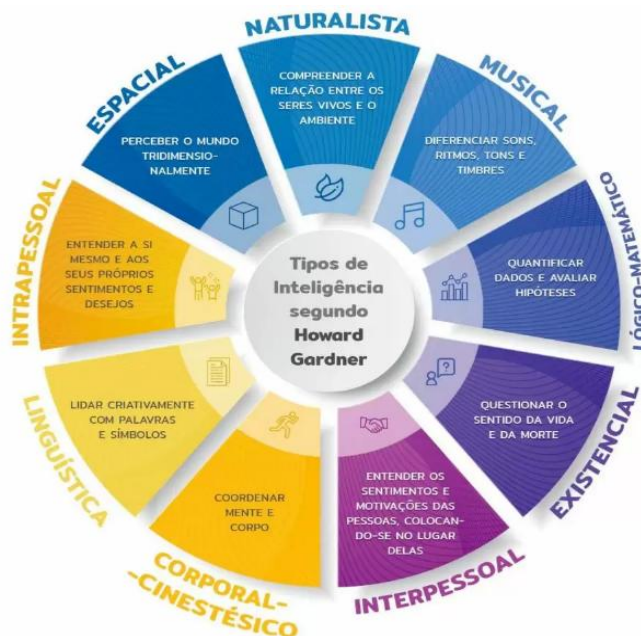 Tipos de
Inteligência
segundo
Howard
Gardner
NATURALISTA
COMPREENDER A
RELAÇÃO ENTRE OS
SERES VIVOS E O
AMBIENTE
MUSICAL
DIFERENCIAR SONS,
RITMOS, TONS E
TIMBRES
LÓGICO-MATEMÁTICO
QUANTIFICAR
DADOS E AVALIAR
HIPÓTESES
EXISTENCIAL
QUESTIONAR O
SENTIDO DA VIDA
E DA MORTE
INTERPESSOAL
ENTENDER OS
SENTIMENTOS E
MOTIVAÇÕES DAS
PESSOAS, COLOCAN-
DO-SE NO LUGAR
DELAS
CORPORAL-
-CINESTÉSICO
COORDENAR
MENTE E
CORPO
LINGUÍSTICA
LIDAR CRIATIVAMENTE
COM PALAVRAS
E SÍMBOLOS
INTRAPESSOAL
ENTENDER A SI
MESMO E AOS
SEUS PRÓPRIOS
SENTIMENTOS E
DESEJOS
ESPACIAL
PERCEBER O MUNDO
TRIDIMENSIO-
NALMENTE